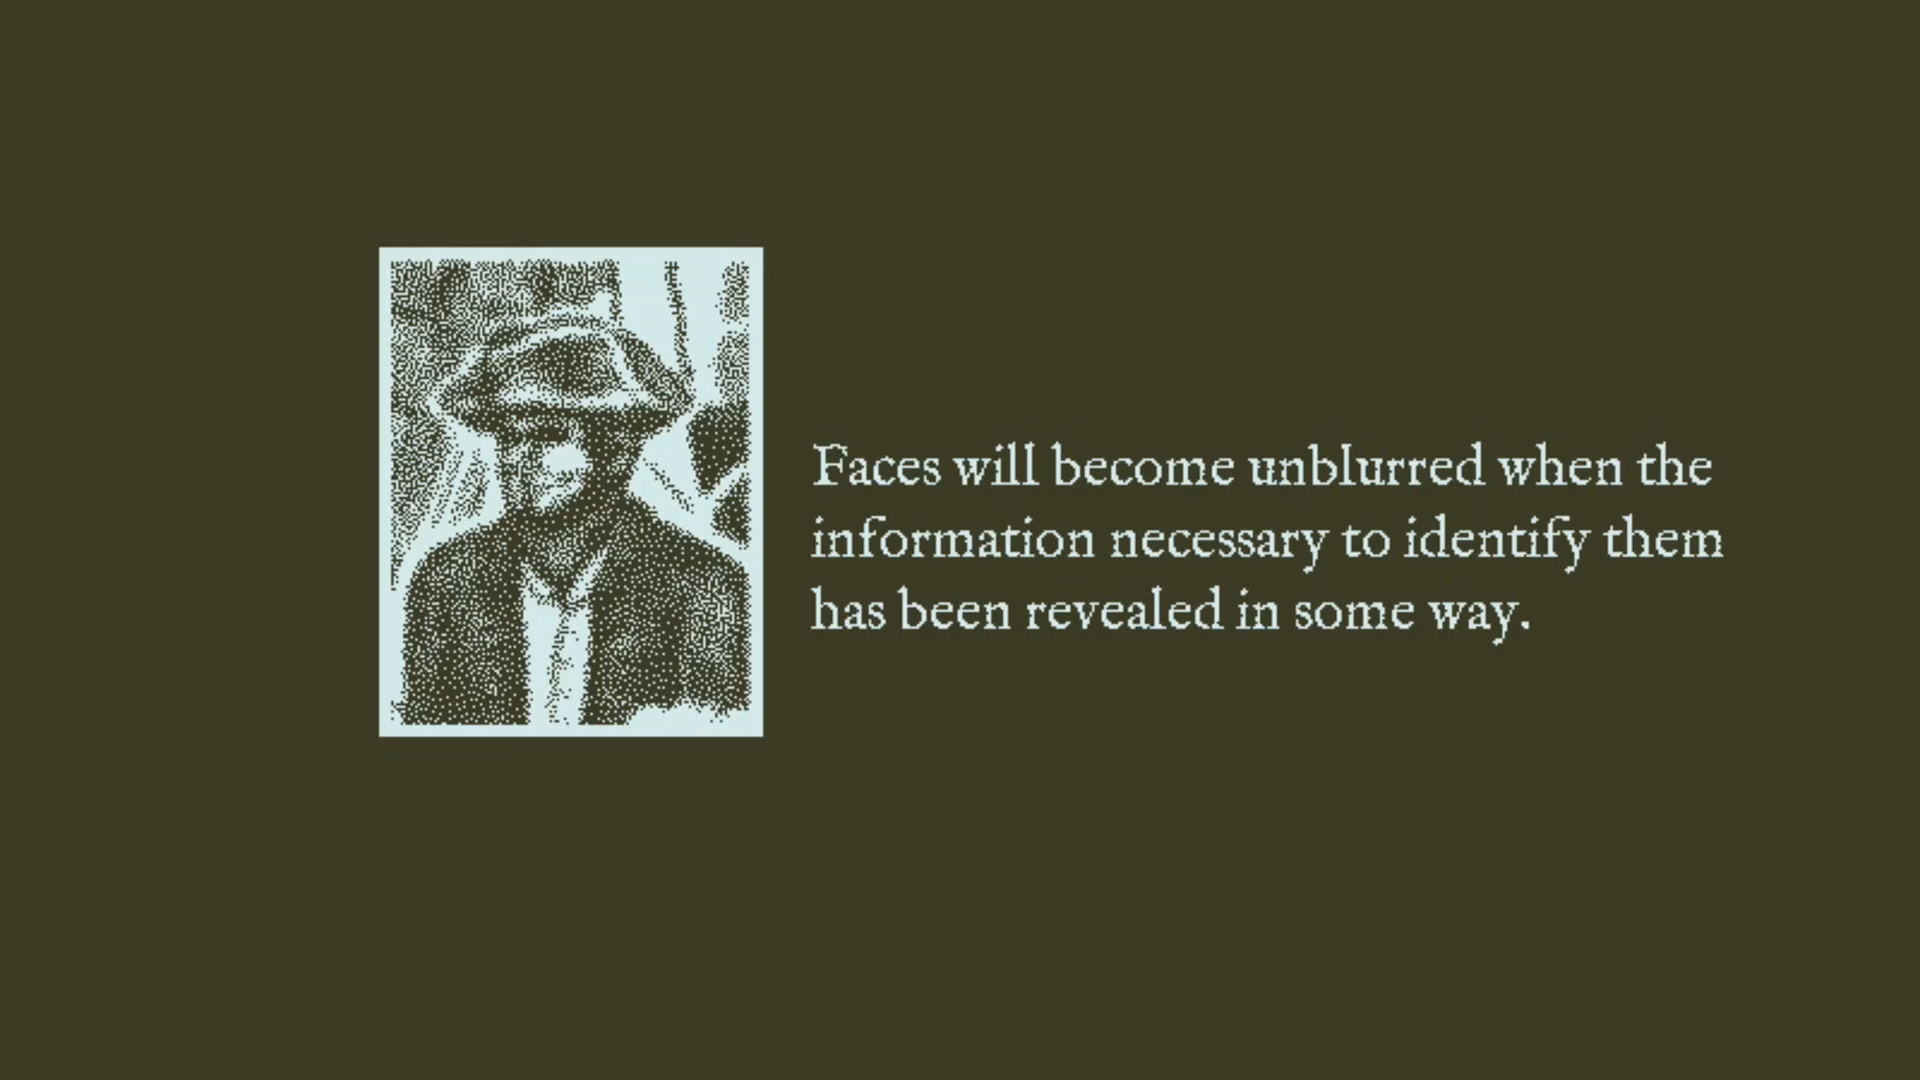 Faces will become unblurred when the
information necessary to identify them
has been revealed in some way.